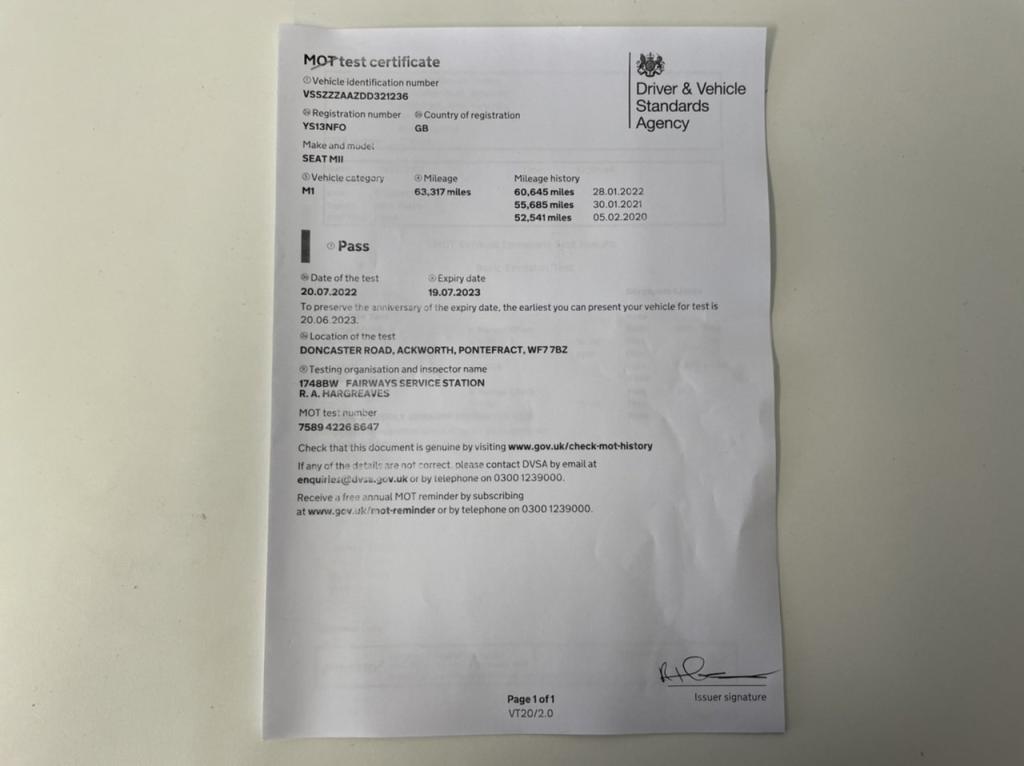 MOT test certificate
Vehicle identification number
VSSZZZAAZDD321236
Registration number Country of registration
YS13NFO GB
Make and model
SEAT MII
Vehicle category Mileage Mileage history
M1 63,317 miles 60,645 miles 28.01.2022
55,685 miles 30.01.2021
52,541 miles 05.02.2020
Pass
Date of the test Expiry date
20.07.2022 19.07.2023
To preserve the anniversary of the expiry date, the earliest you can present your vehicle for test is
20.06.2023.
Location of the test
DONCASTER ROAD, ACKWORTH, PONTEFRACT, WF7 7BZ
Testing organisation and inspector name
1748BW FAIRWAYS SERVICE STATION
R. A. HARGREAVES
MOT test number
7589 4226 8647
Check that this document is genuine by visiting www.gov.uk/check-mot-history
If any of the details are not correct, please contact DVSA by email at
enquiries@dvsa.gov.uk or by telephone on 0300 1239000.
Receive a free annual MOT reminder by subscribing
at www.gov.uk/mot-reminder or by telephone on 0300 1239000.
Driver & Vehicle
Standards
Agency
Issuer signature
Page 1 of 1
VT20/2.0